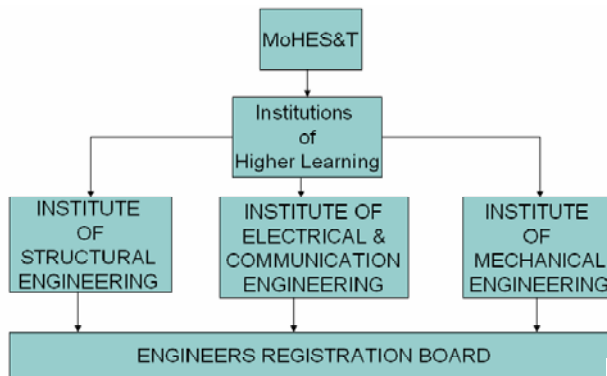 MoHES&T
Institutions
of
Higher Learning
INSTITUTE
OF
STRUCTURAL
ENGINEERING
INSTITUTE OF
ELECTRICAL &
COMMUNICATION
ENGINEERING
INSTITUTE
OF
MECHANICAL
ENGINEERING
ENGINEERS REGISTRATION BOARD